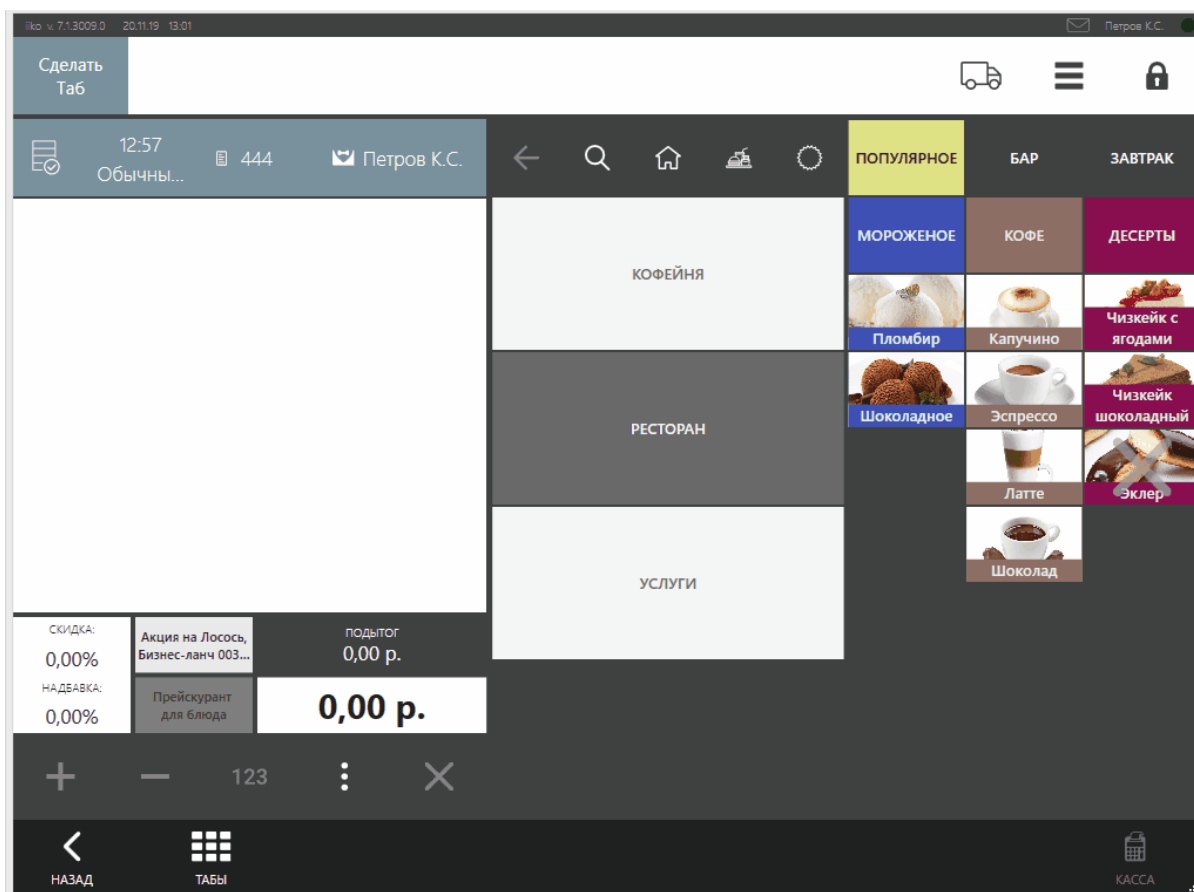 iiko v. 7.1.3009.0 20.11.19 13:01 Петров К.С.
Сделать
Таб
12:57
Обычны...
444
Петров К.С.
ПОПУЛЯРНОЕ БАР ЗАВТРАК
МОРОЖЕНОЕ КОФЕ ДЕСЕРТЫ
КОФЕЙНЯ
РЕСТОРАН
УСЛУГИ
Пломбир
Капучино
Чизкейк с
ягодами
Шоколадное
Эспрессо
Чизкейк
шоколадный
Латте
Эклер
Шоколад
СКИДКА:
0,00%
НАДБАВКА:
0,00%
Акция на Лосось,
Бизнес-ланч 003...
Прейскурант
для блюда
ПОДЫТОГ
0,00 р.
0,00 р.
123
НАЗАД
ТАБЫ
КАССА